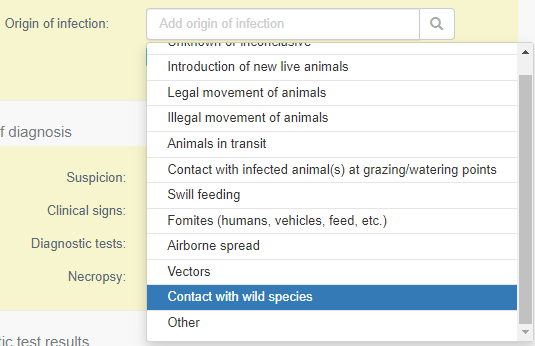 Origin of infection:
Add origin of infection
Unknown or inconclusive
Introduction of new live animals
Legal movement of animals
Illegal movement of animals
f diagnosis
Animals in transit
Suspicion:
Contact with infected animal(s) at grazing/watering points
Swill feeding
Clinical signs:
Fomites (humans, vehicles, feed, etc.)
Diagnostic tests:
Airborne spread
Necropsy:
Vectors
Contact with wild species
Other
tic test results